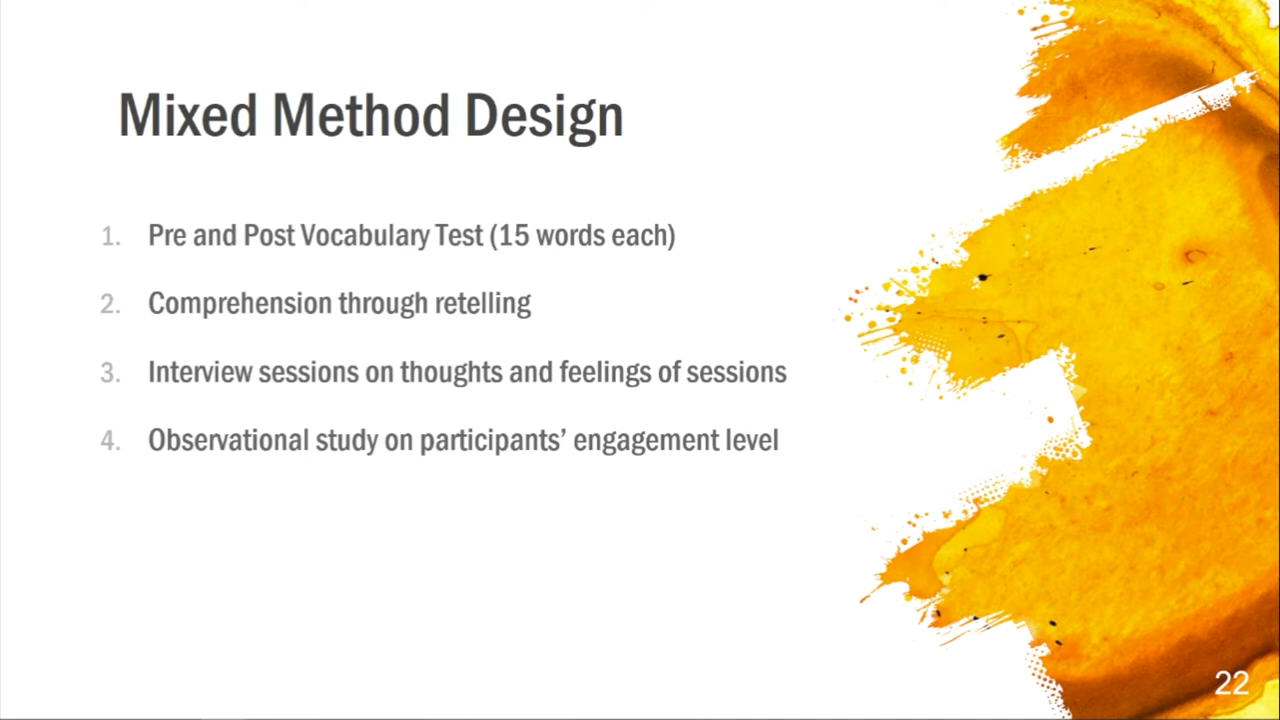 Mixed Method Design
1. Pre and Post Vocabulary Test (15 words each)
2. Comprehension through retelling
3. Interview sessions on thoughts and feelings of sessions
4. Observational study on participants’ engagement level
22